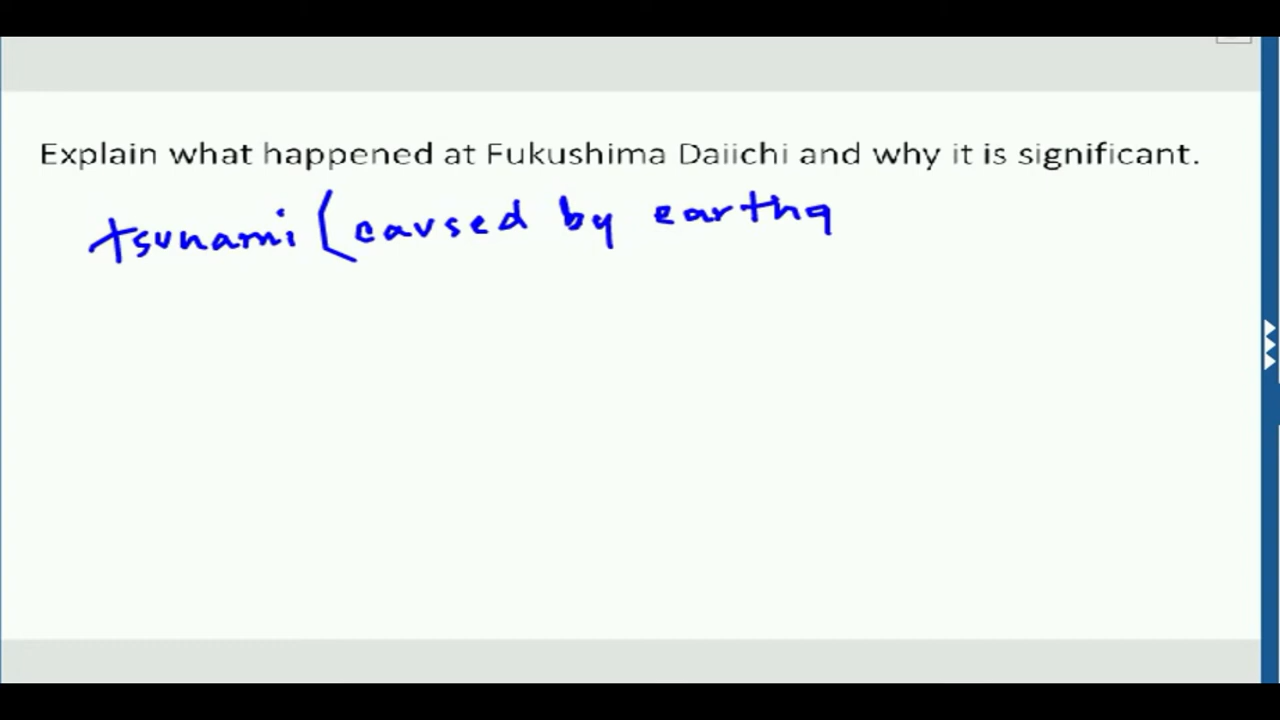 Explain what happened at Fukushima Daiichi and why it is significant.
tsunami (caused by earthq